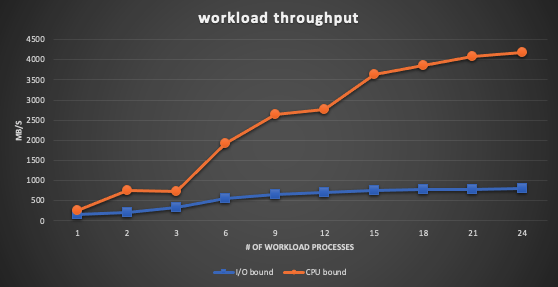 workload throughput
4500
4000
3500
3000
2500
2000
1500
1000
500
0
MB/S
1 2 3 6 9 12 15 18 21 24
# OF WORKLOAD PROCESSES
I/O bound CPU bound